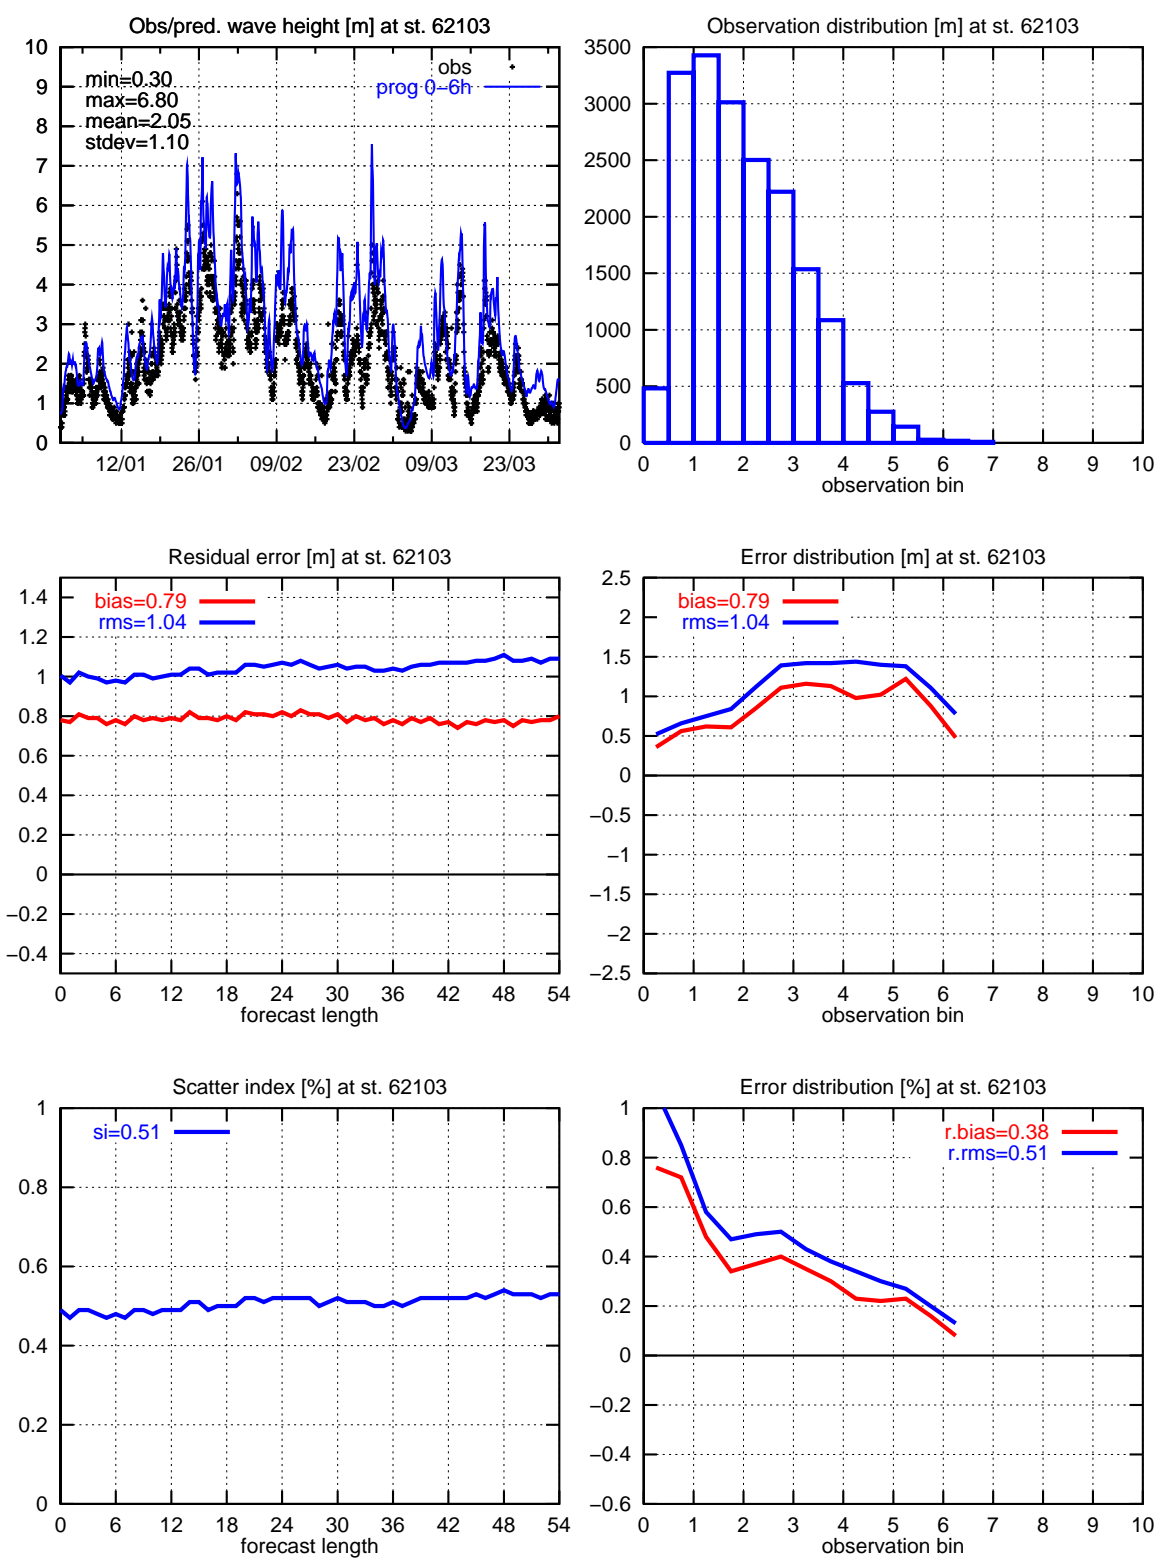 Obs/pred. wave height [m] at st. 62103
10
9
8
7
6
5
4
3
2
1
0
min=0.30
max=6.80
mean=2.05
stdev=1.10
obs
prog 0-6h
12/01 26/01 09/02 23/02 09/03 23/03
Observation distribution [m] at st. 62103
3500
3000
2500
2000
1500
1000
500
0
0 1 2 3 4 5 6 7 8 9 10
observation bin
Residual error [m] at st. 62103
1.4
1.2
1
0.8
0.6
0.4
0.2
0
−0.2
−0.4
bias=0.79
rms=1.04
0 6 12 18 24 30 36 42 48 54
forecast length
Error distribution [m] at st. 62103
2.5
2
1.5
1
0.5
0
−0.5
−1
−1.5
−2
−2.5
bias=0.79
rms=1.04
0 1 2 3 4 5 6 7 8 9 10
observation bin
Scatter index [%] at st. 62103
1
0.8
0.6
0.4
0.2
0
si=0.51
0 6 12 18 24 30 36 42 48 54
forecast length
Error distribution [%] at st. 62103
1
0.8
0.6
0.4
0.2
0
−0.2
−0.4
−0.6
r.bias=0.38
r.rms=0.51
0 1 2 3 4 5 6 7 8 9 10
observation bin